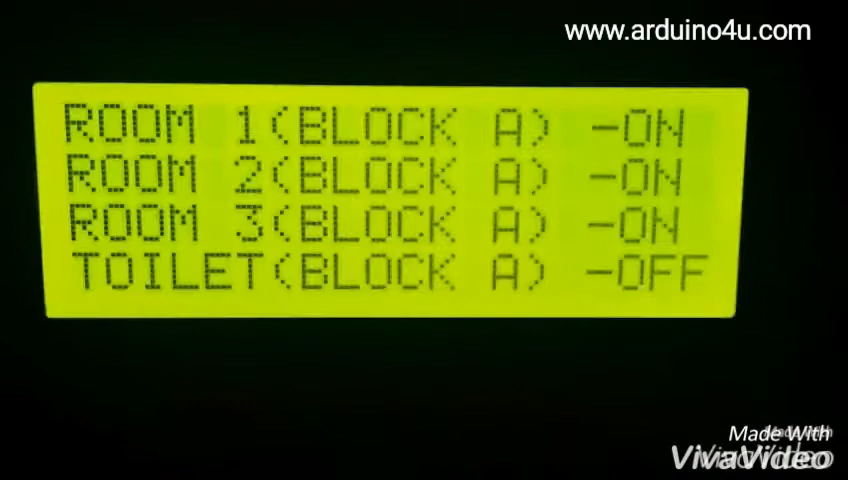 www.arduino4u.com
ROOM 1(BLOCK A) -ON
ROOM 2(BLOCK A) -ON
ROOM 3(BLOCK A) -ON
TOILET(BLOCK A) -OFF
Made With
VivaVideo